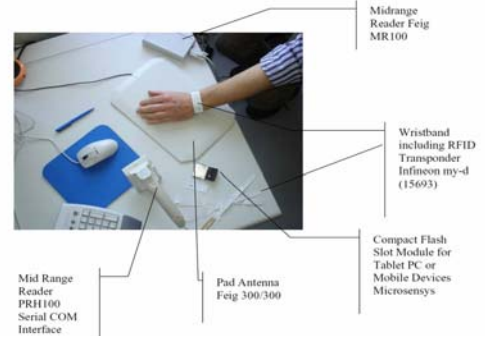 Midrange
Reader Feig
MR100
Wristband
including RFID
Transponder
Infineon my-d
(15693)
Compact Flash
Slot Module for
Tablet PC or
Mobile Devices
Microsensys
Pad Antenna
Feig 300/300
Mid Range
Reader
PRH100
Serial COM
Interface